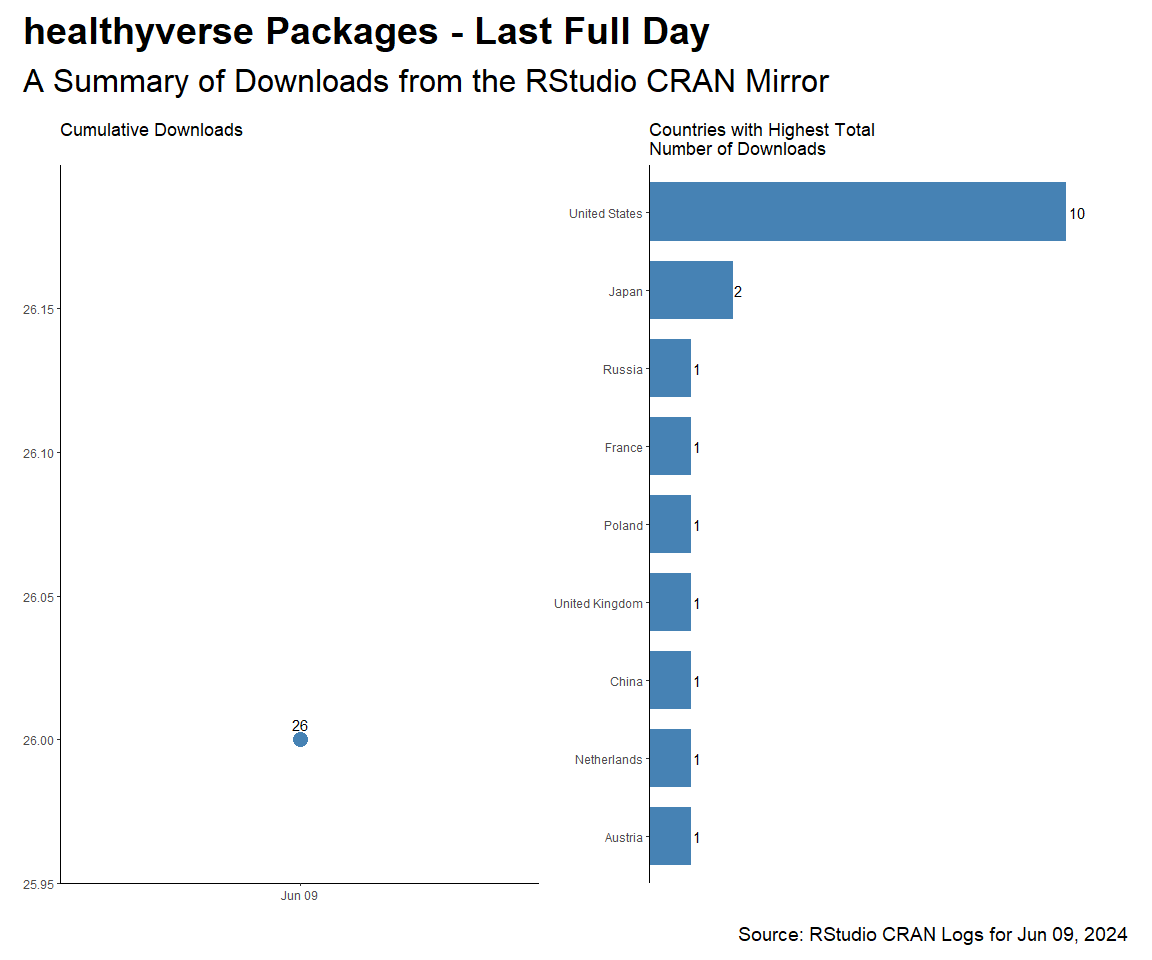 healthyverse Packages - Last Full Day
A Summary of Downloads from the RStudio CRAN Mirror
Cumulative Downloads
26.15
26.10
26.05
26.00
25.95
26
Jun 09
Countries with Highest Total
Number of Downloads
United States 10
Japan 2
Russia 1
France 1
Poland 1
United Kingdom 1
China 1
Netherlands 1
Austria 1
Source: RStudio CRAN Logs for Jun 09, 2024